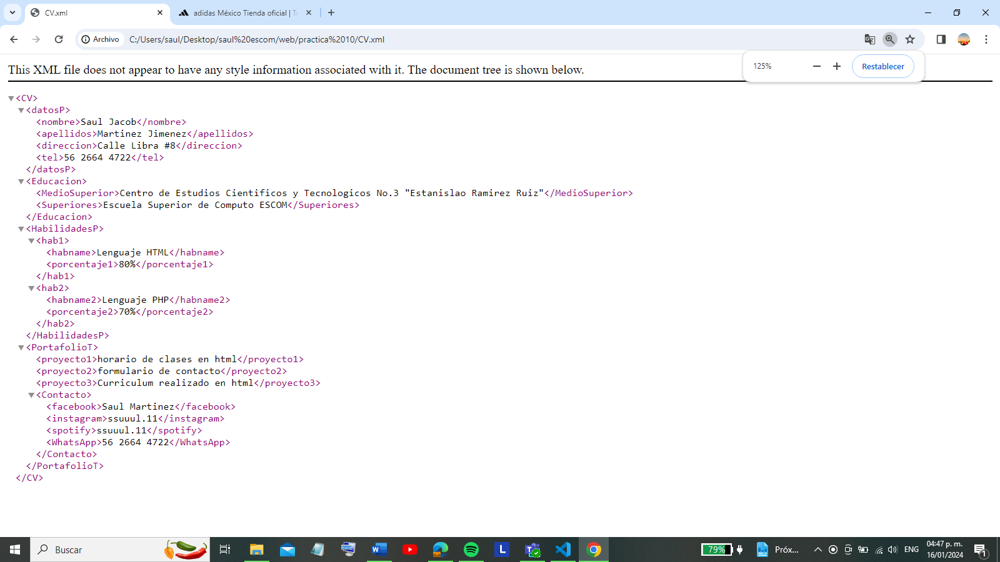 CV.xml
adidas México Tienda oficial | Te
Archivo
C:/Users/saul/Desktop/saul%20escom/web/practica%2010/CV.xml
125%
Restablecer
This XML file does not appear to have any style information associated with it. The document tree is shown below.
<CV>
<datosP>
<nombre>Saul Jacob</nombre>
<apellidos>Martinez Jimenez</apellidos>
<direccion>Calle Libra #8</direccion>
<tel>56 2664 4722</tel>
</datosP>
<Educacion>
<MedioSuperior>Centro de Estudios Cientificos y Tecnologicos No.3 "Estanislao Ramirez Ruiz"</MedioSuperior>
<Superiores>Escuela Superior de Computo ESCOM</Superiores>
</Educacion>
<HabilidadesP>
<hab1>
<habname>Lenguaje HTML</habname>
<porcentaje1>80%</porcentaje1>
</hab1>
<hab2>
<habname2>Lenguaje PHP</habname2>
<porcentaje2>70%</porcentaje2>
</hab2>
</HabilidadesP>
<PortafolioT>
<proyecto1>horario de clases en html</proyecto1>
<proyecto2>formulario de contacto</proyecto2>
<proyecto3>Curriculum realizado en html</proyecto3>
<Contacto>
<facebook>Saul Martinez</facebook>
<instagram>ssuuul.11</instagram>
<spotify>ssuuul.11</spotify>
<WhatsApp>56 2664 4722</WhatsApp>
</Contacto>
</PortafolioT>
</CV>
Buscar
79%
Próx...
ENG
04:47 p. m.
16/01/2024
1